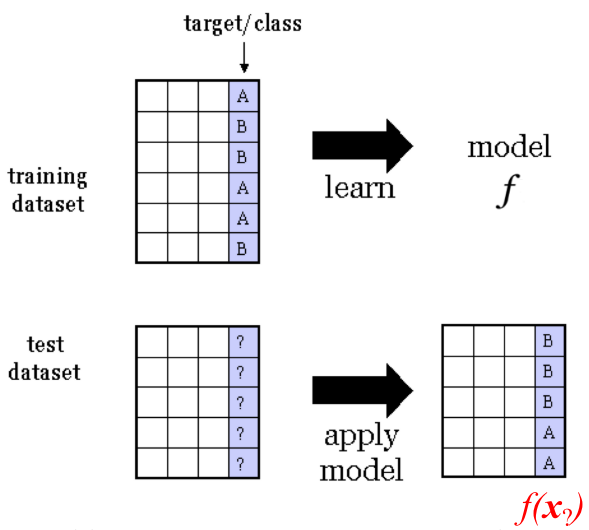 target/class
A
B
B
A
A
B
training
dataset
learn
model
f
test
dataset
?
?
?
?
?
apply
model
B
B
B
A
A
f(x?)